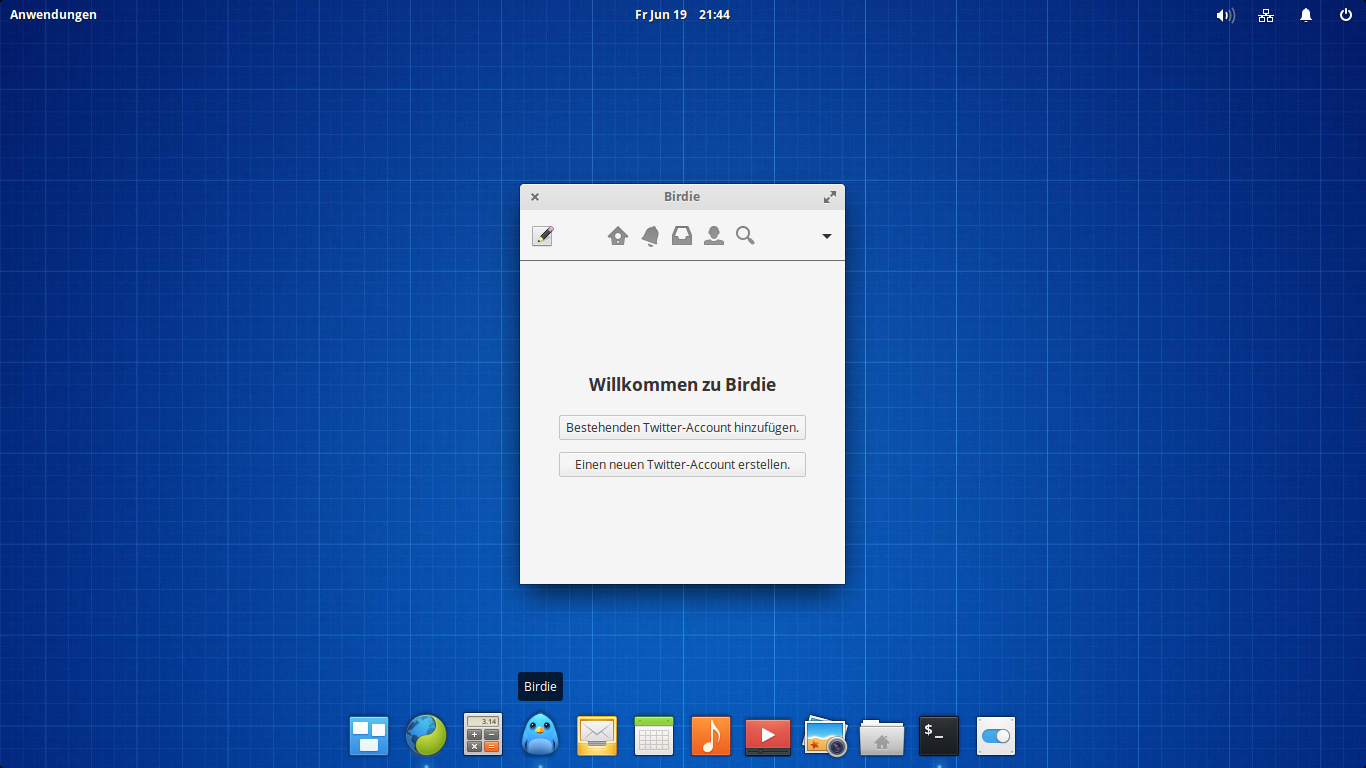 Anwendungen
Fr Jun 19 21:44
Birdie
Willkommen zu Birdie
Bestehenden Twitter-Account hinzufügen.
Einen neuen Twitter-Account erstellen.
Birdie
3.14
$_